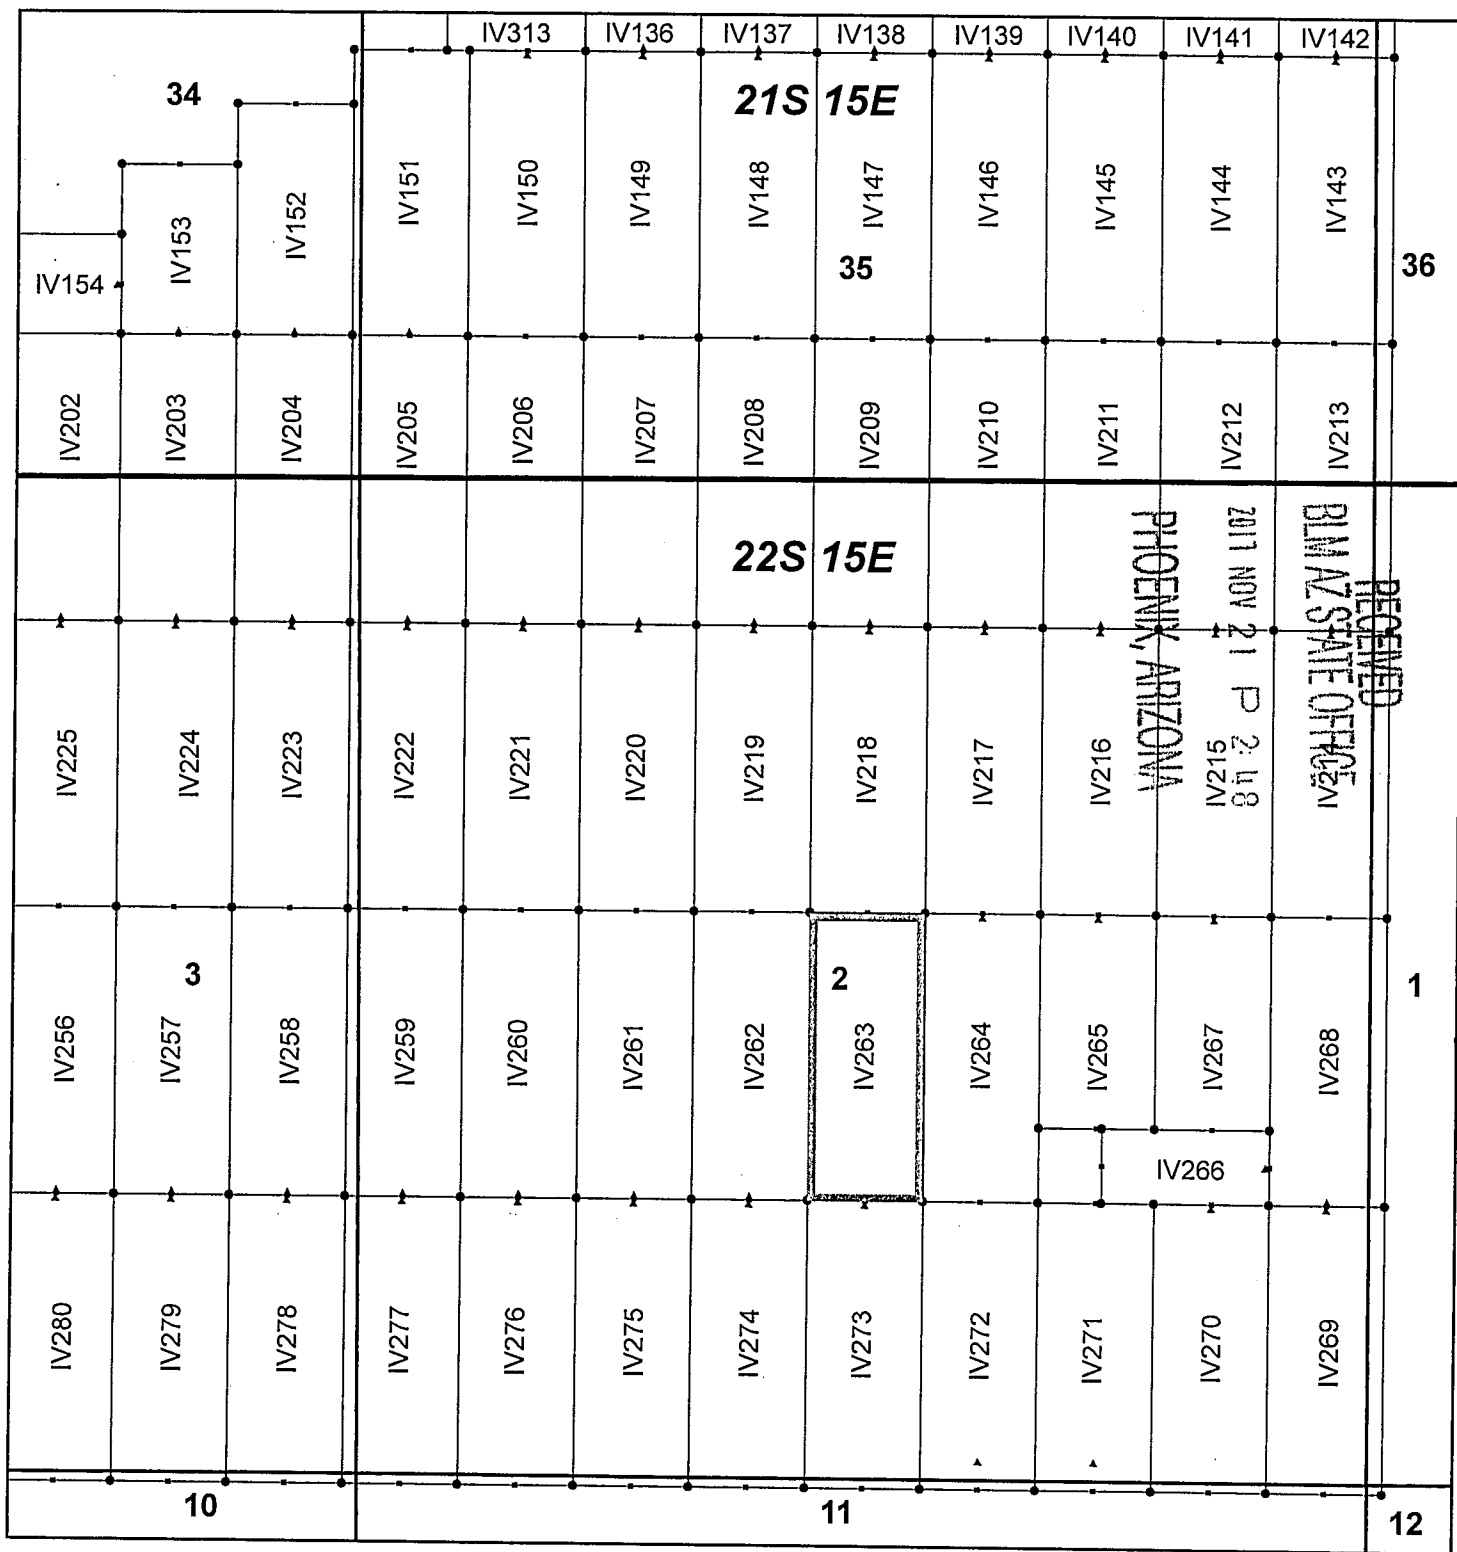 IV313 IV136 IV137 IV138 IV139 IV140 IV141 IV142
34
21S 15E
IV154 IV153 IV152 IV151 IV150 IV149 IV148 IV147 IV146 IV145 IV144 IV143
35
36
IV202 IV203 IV204 IV205 IV206 IV207 IV208 IV209 IV210 IV211 IV212 IV213
22S 15E
RECEIVED
BLM AZ STATE OFFICE
2017 NOV 21 P 2:48
PHOENIX, ARIZONA
IV225 IV224 IV223 IV222 IV221 IV220 IV219 IV218 IV217 IV216 IV215 IV214
3
2
1
IV256 IV257 IV258 IV259 IV260 IV261 IV262 IV263 IV264 IV265 IV267 IV268
IV266
IV280 IV279 IV278 IV277 IV276 IV275 IV274 IV273 IV272 IV271 IV270 IV269
10
11
12